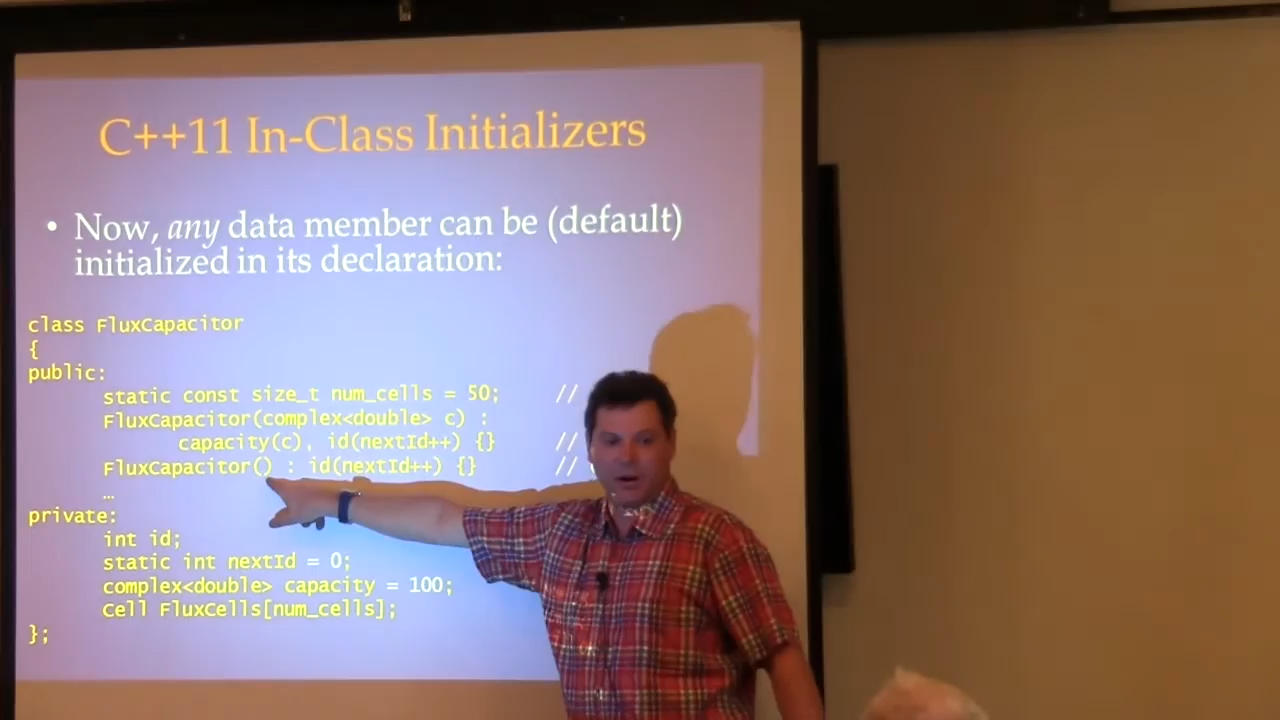 C++11 In-Class Initializers
• Now, any data member can be (default)
initialized in its declaration:
class FluxCapacitor
{
public:
static const size_t num_cells = 50; //
FluxCapacitor(complex<double> c) :
capacity(c), id(nextId++) {} //
FluxCapacitor() : id(nextId++) {} //
…
private:
int id;
static int nextId = 0;
complex<double> capacity = 100;
Cell FluxCells[num_cells];
};